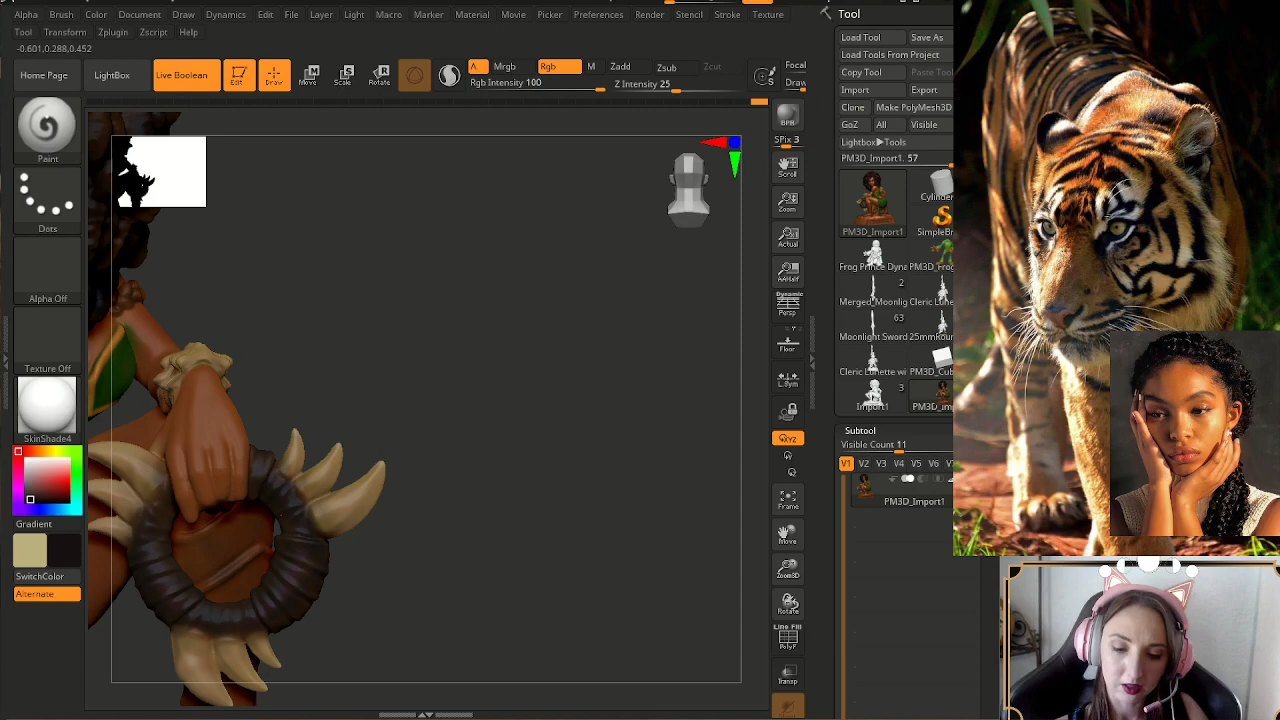 Alpha Brush Color Document Draw Dynamics Edit File Layer Light Macro Marker Material Movie Picker Preferences Render Stencil Stroke Texture
Tool Transform Zplugin Zscript Help
-0.601,0.288,0.452
Home Page LightBox Live Boolean Edit Draw Move Scale Rotate A Mrgb Rgb M Zadd Zsub Zcut Focal
Rgb Intensity 100 Z Intensity 25 Draw
Paint
Dots
Alpha Off
Texture Off
SkinShade4
Gradient
SwitchColor
Alternate
BPR
SPix 3
Scroll
Zoom
Actual
AAHalf
Dynamic
Persp
Floor
L.Sym
XYZ
Frame
Move
Zoom3D
Rotate
Line Fill
PolyF
Transp
Tool
Load Tool Save As
Load Tools From Project
Copy Tool Paste Tool
Import Export
Clone Make PolyMesh3D
GoZ All Visible
Lightbox▶Tools
PM3D_Import1. 57
PM3D_Import1
Cylinder
SimpleBr
Frog Prince Dyna PM3D_Frog
2
Merged_Moonlig Cleric Lune
63
Moonlight Sword 25mmRoun
Cleric Lunette wi PM3D_Cub
3
Import1 PM3D_Im
Subtool
Visible Count 11
V1 V2 V3 V4 V5 V6 V
PM3D_Import1